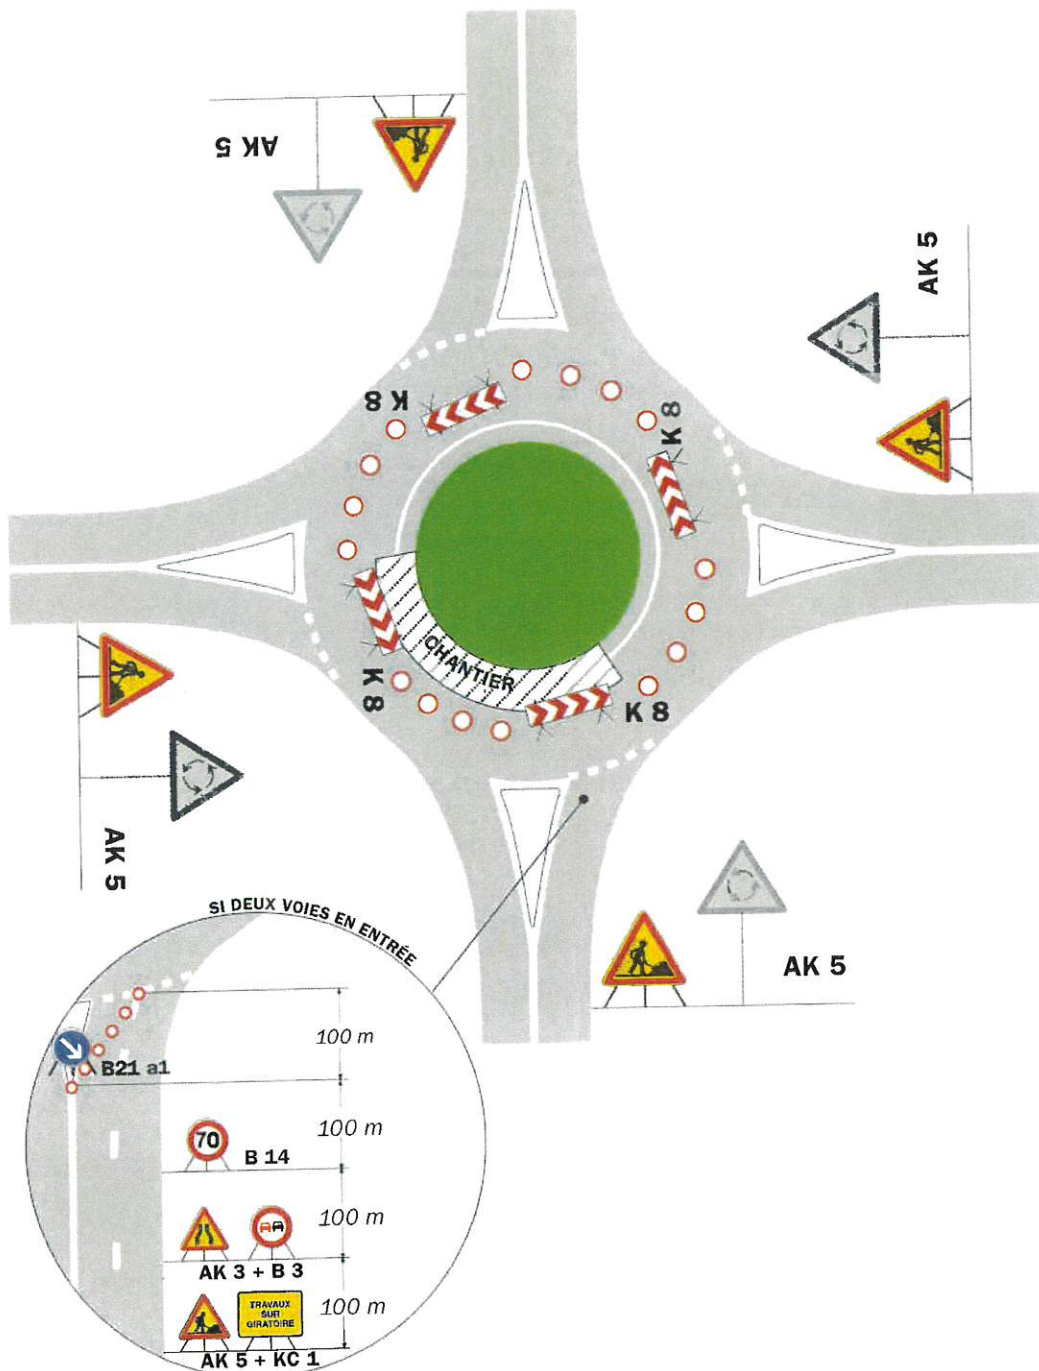 AK 5
AK 5
K 8
K 8
CHANTIER
K 8
K 8
AK 5
AK 5
SI DEUX VOIES EN ENTRÉE
100 m
B21 a1
70
B 14
100 m
100 m
AK 3 + B 3
TRAVAUX
SUR
GIRATOIRE
100 m
AK 5 + KC 1